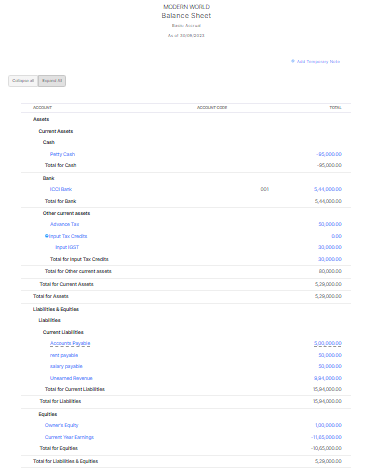 MODERN WORLD
Balance Sheet
Basis: Accrual
As of 30/06/2023
Add Temporary Note
Collapse all Expand All
ACCOUNT ACCOUNT CODE TOTAL
Assets
Current Assets
Cash
Petty Cash -95,000.00
Total for Cash -95,000.00
Bank
ICICI Bank 001 5,44,000.00
Total for Bank 5,44,000.00
Other current assets
Advance Tax 50,000.00
Input Tax Credits 0.00
Input IGST 30,000.00
Total for Input Tax Credits 30,000.00
Total for Other current assets 80,000.00
Total for Current Assets 5,29,000.00
Total for Assets 5,29,000.00
Liabilities & Equities
Liabilities
Current Liabilities
Accounts Payable 5,00,000.00
rent payable 50,000.00
salary payable 50,000.00
Unearned Revenue 9,94,000.00
Total for Current Liabilities 15,94,000.00
Total for Liabilities 15,94,000.00
Equities
Owner's Equity 1,00,000.00
Current Year Earnings -11,65,000.00
Total for Equities -10,65,000.00
Total for Liabilities & Equities 5,29,000.00